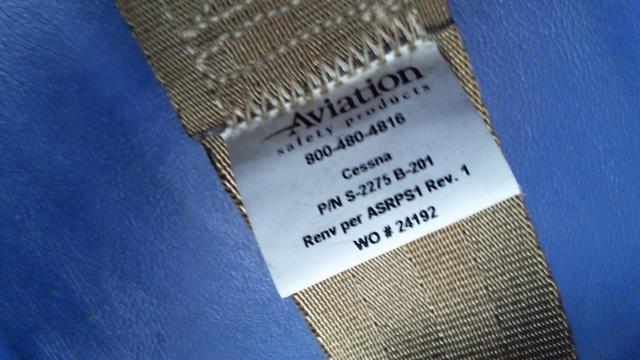 Aviation
safety products
800-480-4816
Cessna
P/N S-2275 B-201
Renv per ASRPS1 Rev. 1
WO # 24192